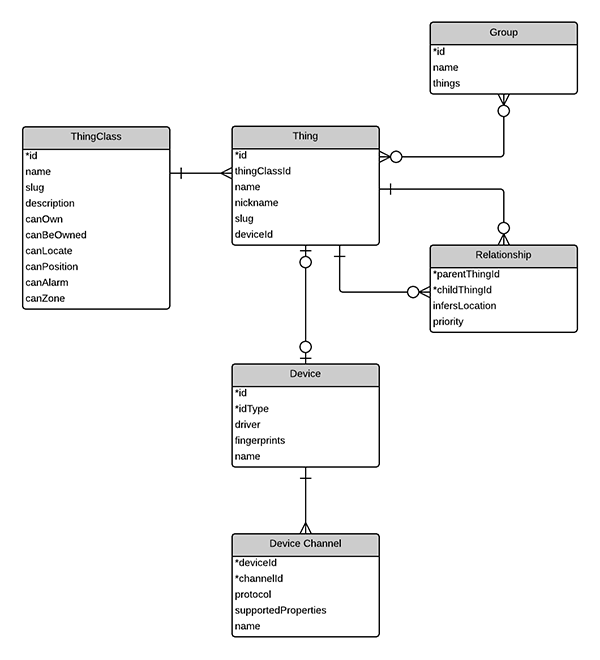 Group
*id
name
things
ThingClass
*id
name
slug
description
canOwn
canBeOwned
canLocate
canPosition
canAlarm
canZone
Thing
*id
thingClassId
name
nickname
slug
deviceId
Relationship
*parentThingId
*childThingId
infersLocation
priority
Device
*id
*idType
driver
fingerprints
name
Device Channel
*deviceId
*channelId
protocol
supportedProperties
name